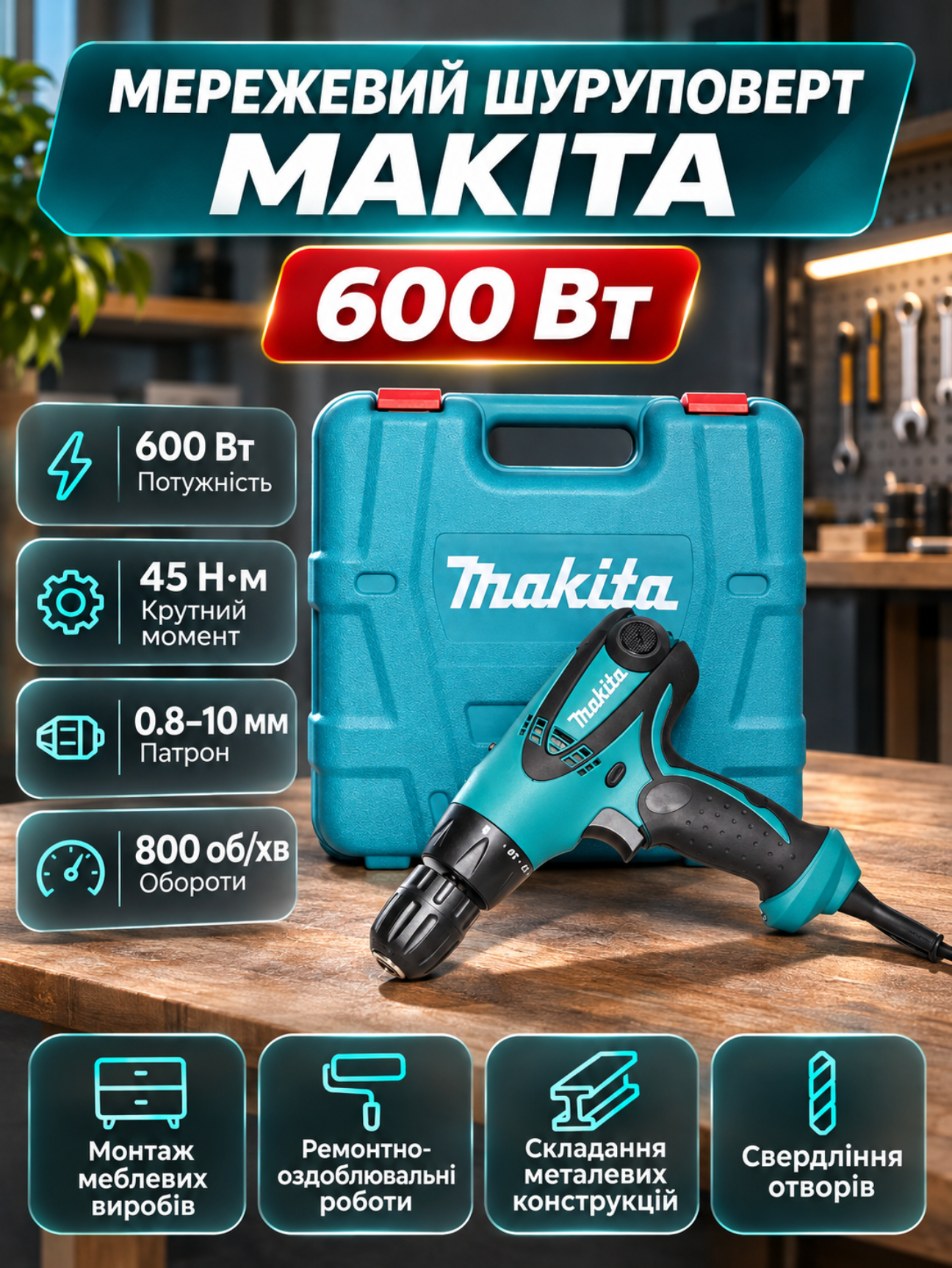 МЕРЕЖЕВИЙ ШУРУПОВЕРТ
MAKITA
600 Вт
600 Вт
Потужність
45 Н•м
Крутний
момент
0.8–10 мм
Патрон
800 об/хв
Обороти
makita
makita
Монтаж
меблевих
виробів
Ремонтно-
оздоблювальні
роботи
Складання
металевих
конструкцій
Свердління
отворів